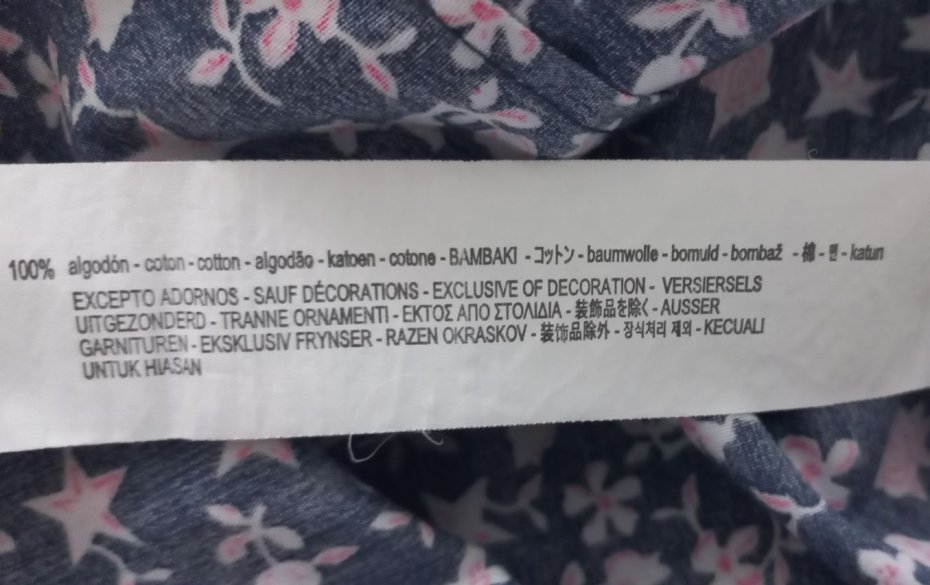 100% algodón - coton - cotton - algodão - katoen - cotone - BAMBAKI - コットン - baumwolle - bomuld - bombaž - 棉 - 면 - katun
EXCEPTO ADORNOS - SAUF DÉCORATIONS - EXCLUSIVE OF DECORATION - VERSIERSELS
UITGEZONDERD - TRANNE ORNAMENTI - ΕΚΤΟΣ ΑΠΟ ΣΤΟΛΙΔΙΑ - 装飾品を除く - AUSSER
GARNITUREN - EKSKLUSIV FRYNSER - RAZEN OKRASKOV - 装饰品除外 - 장식처리 제외 - KECUALI
UNTUK HIASAN